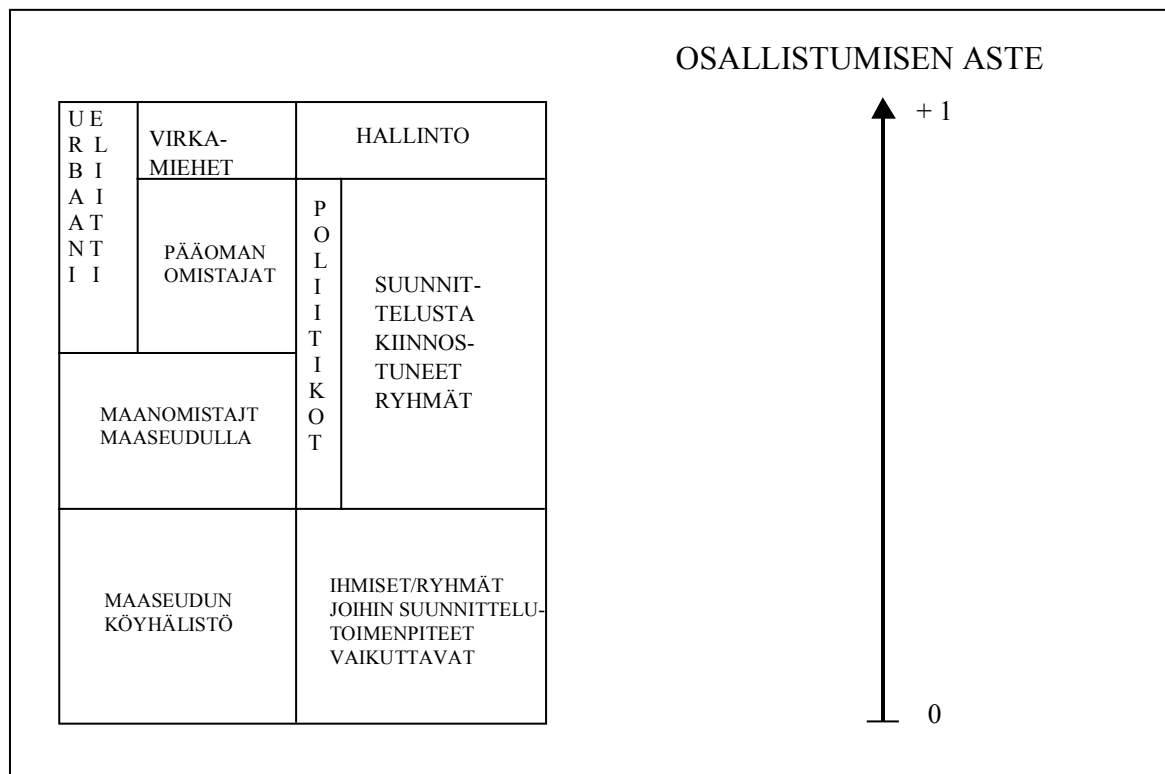 OSALLISTUMISEN ASTE
+ 1
URBAANI
ELIITTI
VIRKA-
MIEHET
HALLINTO
PÄÄOMAN
OMISTAJAT
POLIITIKOT
SUUNNIT-
TELUSTA
KIINNOS-
TUNEET
RYHMÄT
MAANOMISTAJT
MAASEUDULLA
MAASEUDUN
KÖYHÄLISTÖ
IHMISET/RYHMÄT
JOIHIN SUUNNITTELU-
TOIMENPITEET
VAIKUTTAVAT
0